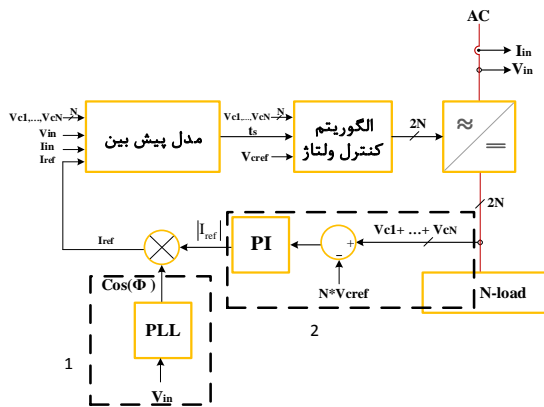 AC
Iin
Vin
Vc1,...,VcN
N
Vin
Iin
Iref
مدل پیش بین
ts
Vc1,...,VcN
N
Vcref
الگوریتم
کنترل ولتاژ
2N
≈
=
2N
|Iref|
PI
+
−
Vc1+ ...+ VcN
N*Vcref
N-load
Iref
Cos(Φ)
PLL
Vin
1
2